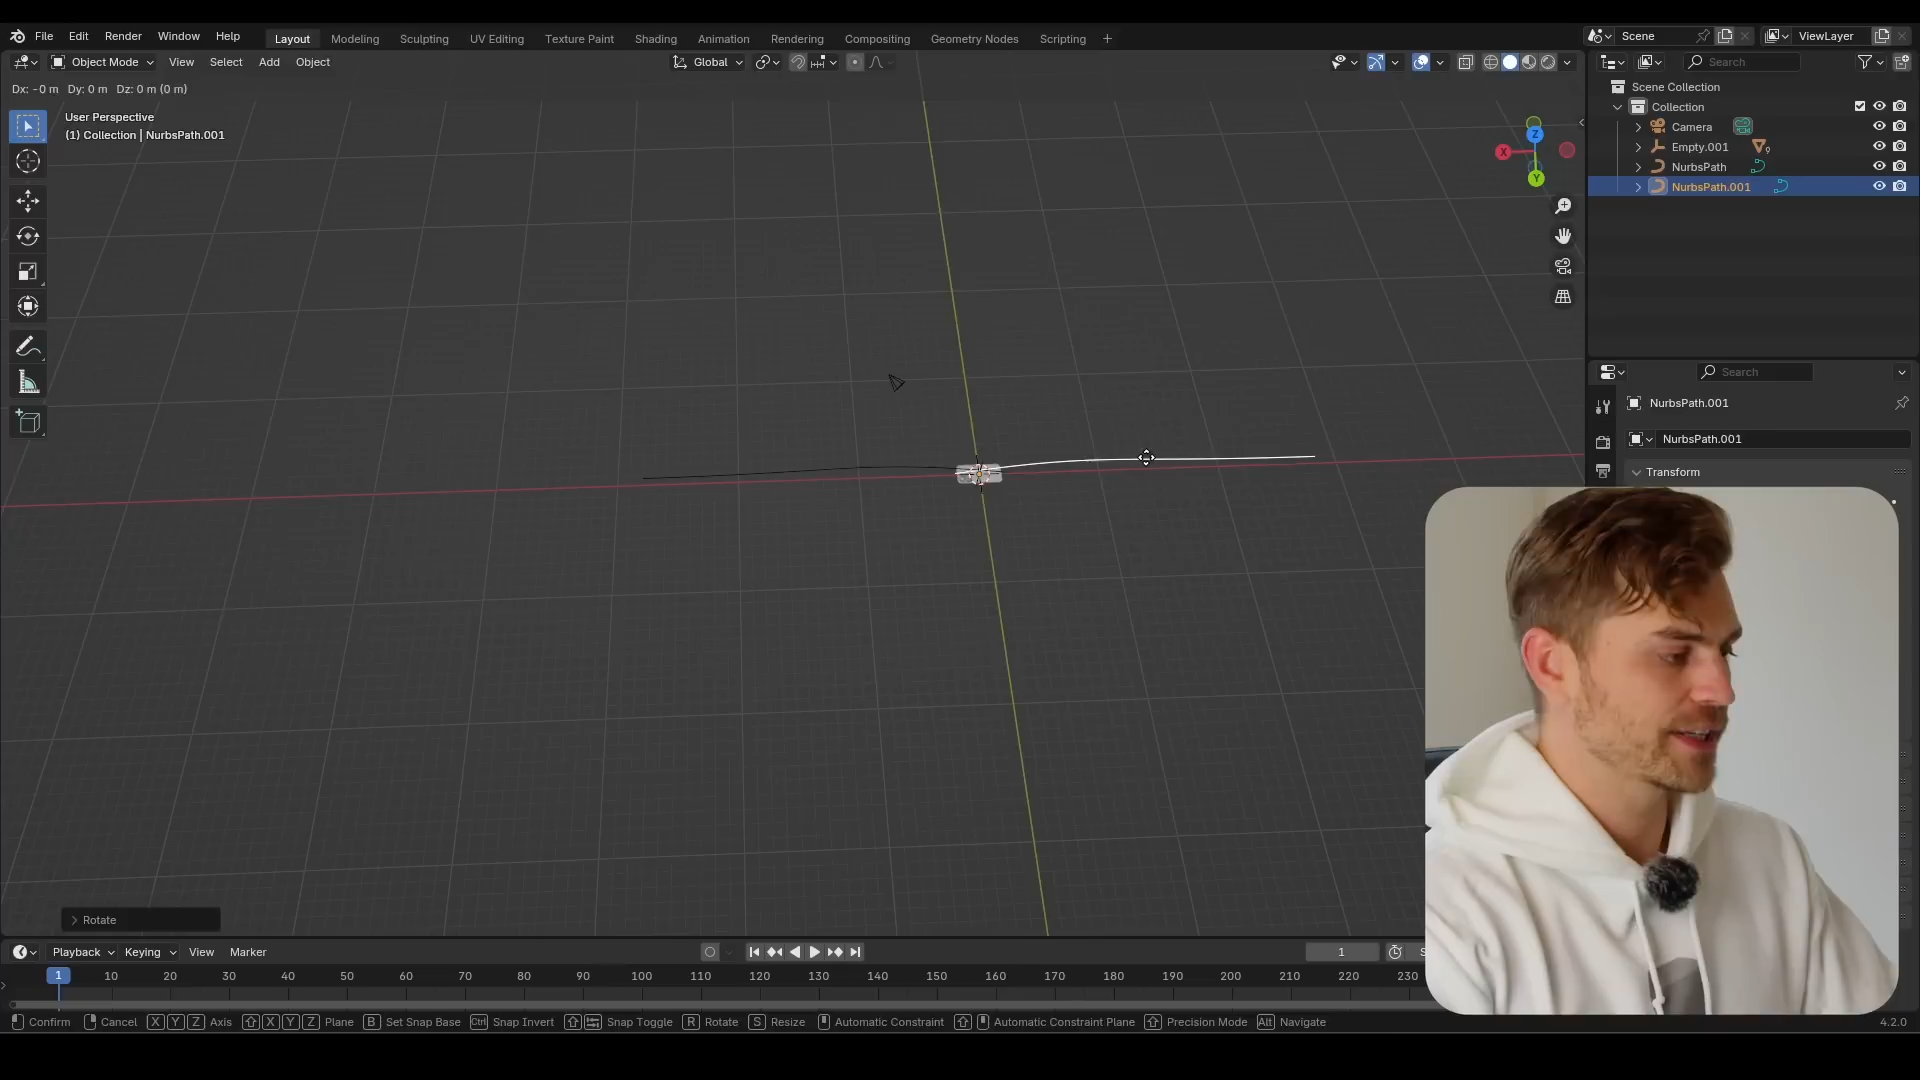 File Edit Render Window Help Layout Modeling Sculpting UV Editing Texture Paint Shading Animation Rendering Compositing Geometry Nodes Scripting + Scene ViewLayer
Object Mode View Select Add Object Global Search
Dx: -0 m Dy: 0 m Dz: 0 m (0 m)
User Perspective
(1) Collection | NurbsPath.001
Z
X
Y
Scene Collection
Collection
Camera
Empty.001 9
NurbsPath
NurbsPath.001
Search
NurbsPath.001
NurbsPath.001
Transform
Rotate
Playback Keying View Marker 1
1 10 20 30 40 50 60 70 80 90 100 110 120 130 140 150 160 170 180 190 200 210 220 230
Confirm Cancel X Y Z Axis X Y Z Plane B Set Snap Base Ctrl Snap Invert Snap Toggle R Rotate S Resize Automatic Constraint Automatic Constraint Plane Precision Mode Alt Navigate 4.2.0